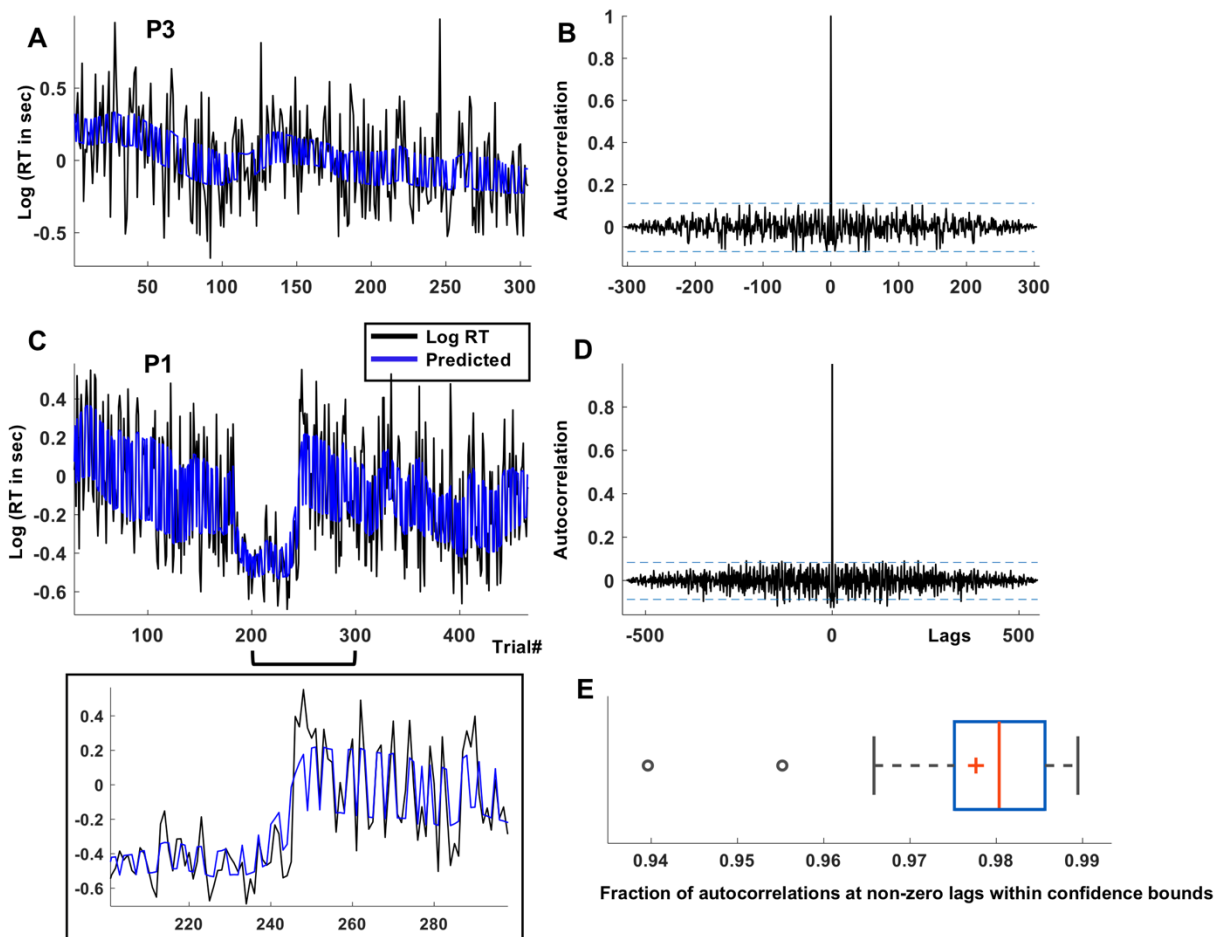 A
P3
Log (RT in sec)
0.5
0
-0.5
50 100 150 200 250 300
B
Autocorrelation
1
0.8
0.6
0.4
0.2
0
-300 -200 -100 0 100 200 300
C
P1
Log RT
Predicted
Log (RT in sec)
0.4
0.2
0
-0.2
-0.4
-0.6
100 200 300 400
Trial#
D
Autocorrelation
0.8
0.6
0.4
0.2
0
-500 0 Lags 500
0.4
0.2
0
-0.2
-0.4
-0.6
220 240 260 280
E
0.94 0.95 0.96 0.97 0.98 0.99
Fraction of autocorrelations at non-zero lags within confidence bounds